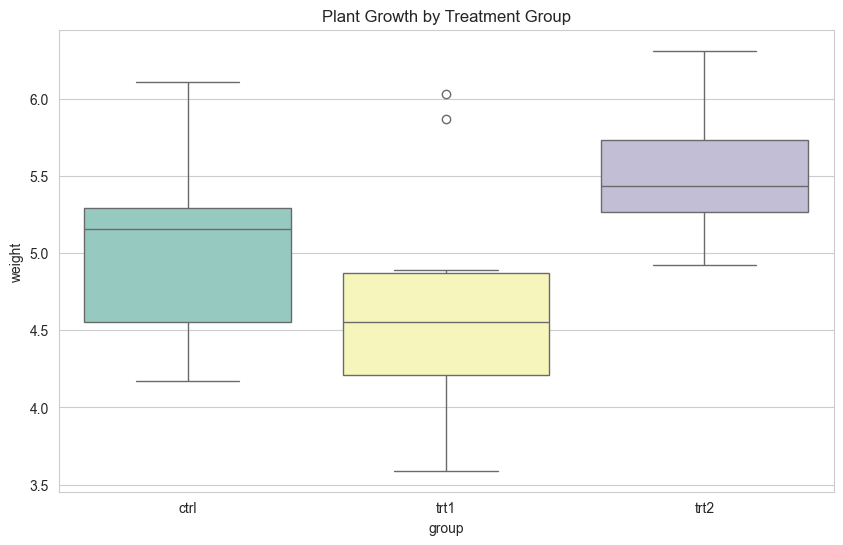 Plant Growth by Treatment Group
weight
6.0
5.5
5.0
4.5
4.0
3.5
ctrl
trt1
trt2
group